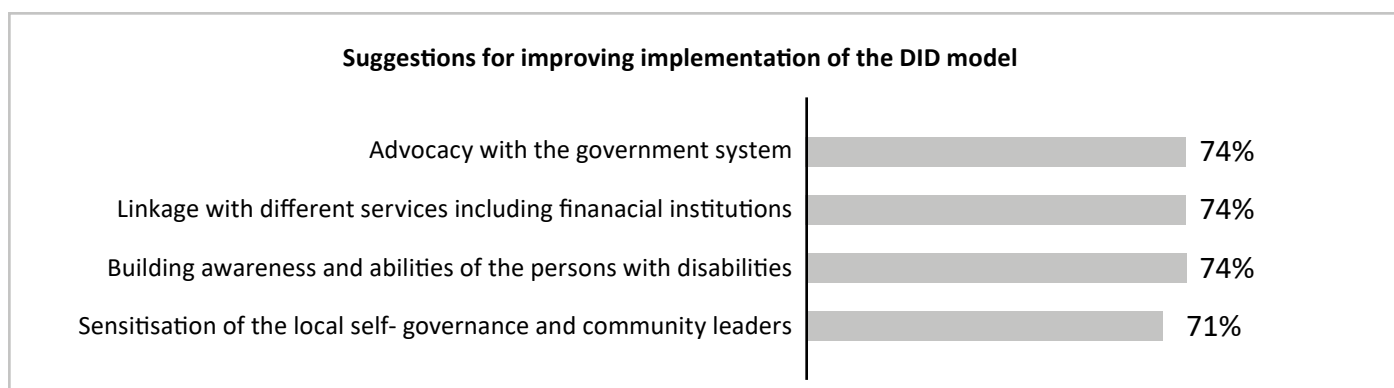 Suggestions for improving implementation of the DID model
Advocacy with the government system 74%
Linkage with different services including finanacial institutions 74%
Building awareness and abilities of the persons with disabilities 74%
Sensitisation of the local self- governance and community leaders 71%